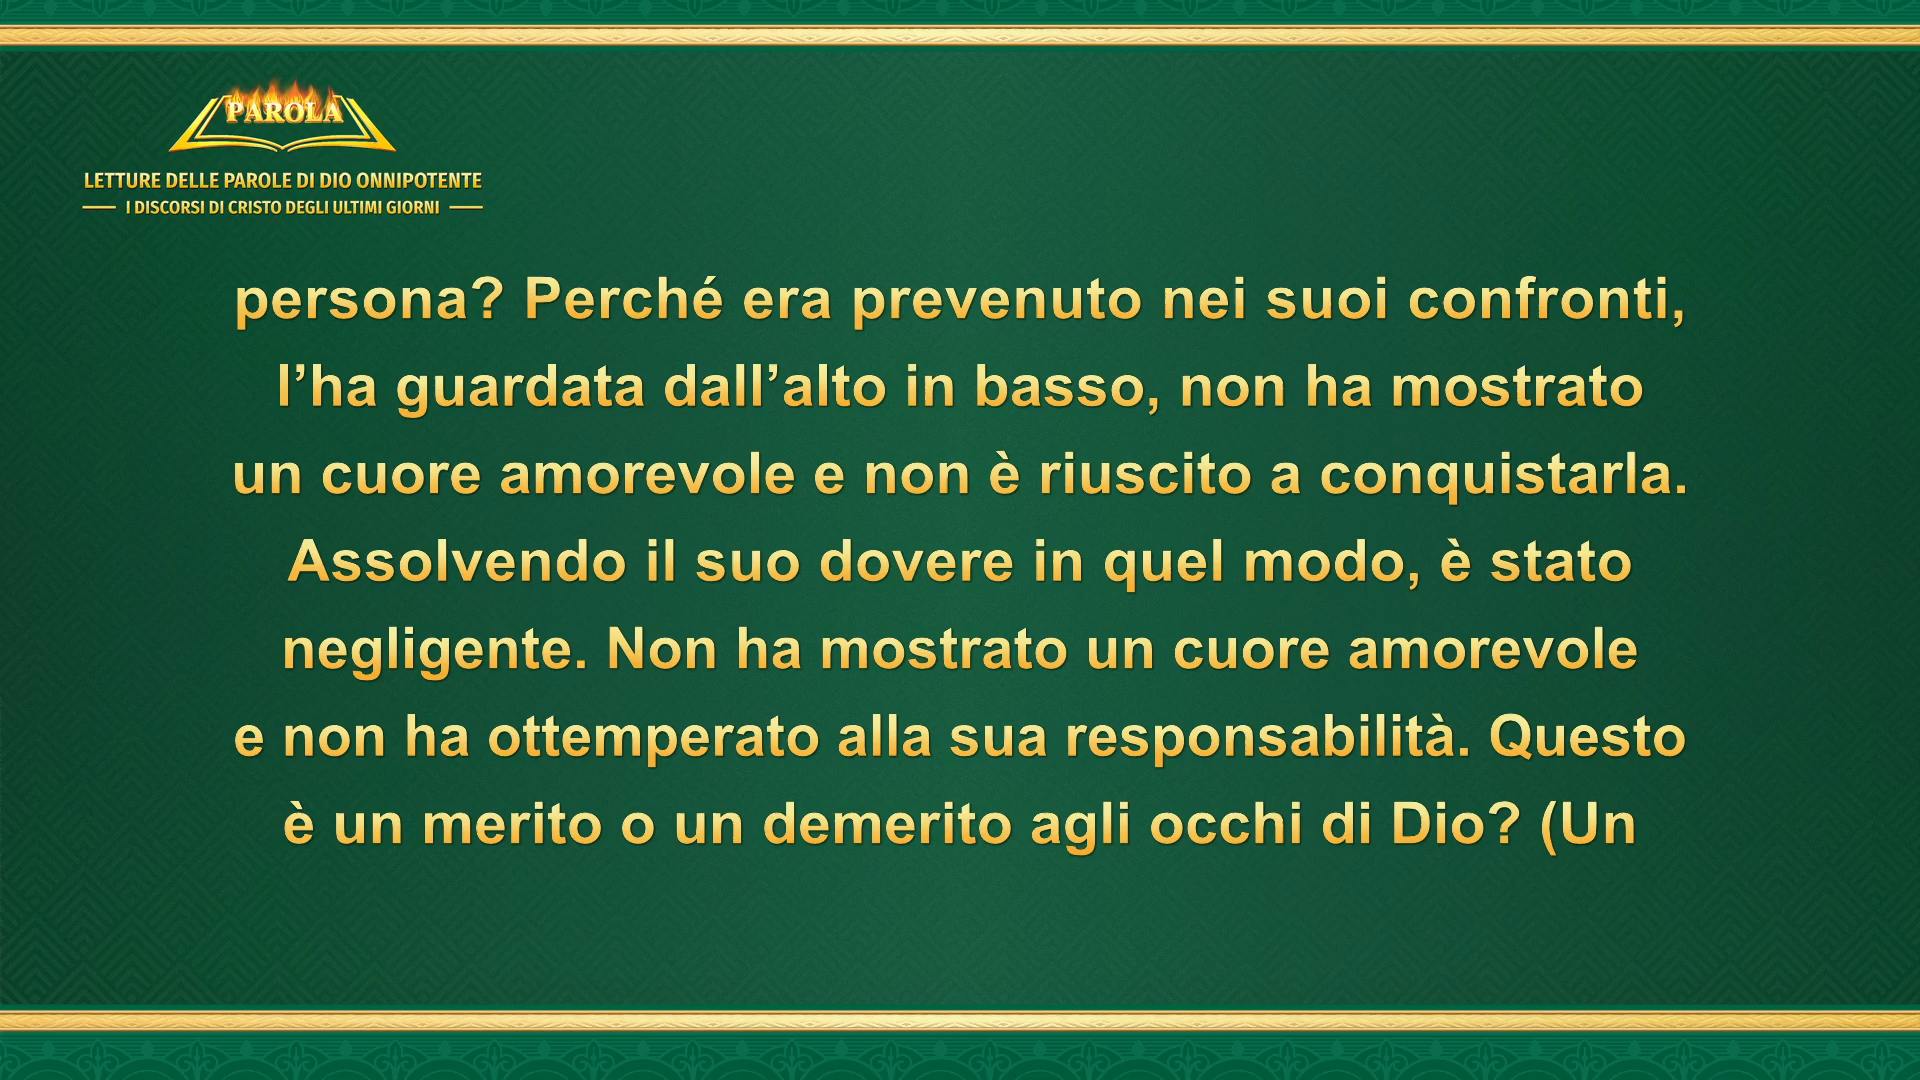 PAROLA
LETTURE DELLE PAROLE DI DIO ONNIPOTENTE
I DISCORSI DI CRISTO DEGLI ULTIMI GIORNI
persona? Perché era prevenuto nei suoi confronti,
l’ha guardata dall’alto in basso, non ha mostrato
un cuore amorevole e non è riuscito a conquistarla.
Assolvendo il suo dovere in quel modo, è stato
negligente. Non ha mostrato un cuore amorevole
e non ha ottemperato alla sua responsabilità. Questo
è un merito o un demerito agli occhi di Dio? (Un